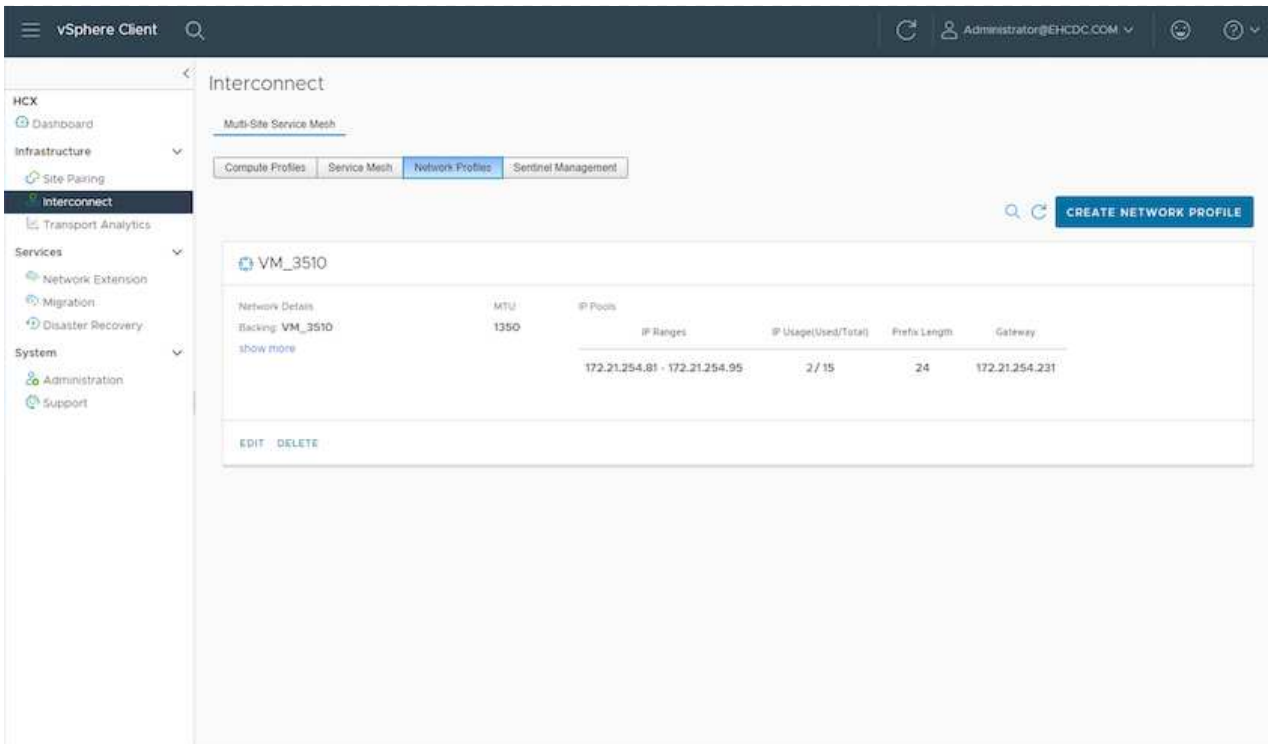 vSphere Client
Administrator@EHCDC.COM
HCX
Dashboard
Infrastructure
Site Pairing
Interconnect
Transport Analytics
Services
Network Extension
Migration
Disaster Recovery
System
Administration
Support
Interconnect
Multi-Site Service Mesh
Compute Profiles Service Mesh Network Profiles Sentinel Management
CREATE NETWORK PROFILE
VM_3510
Network Details MTU IP Pools
Backing: VM_3510 1350 IP Ranges IP Usage(Used/Total) Prefix Length Gateway
show more
172.21.254.81 - 172.21.254.95 2/ 15 24 172.21.254.231
EDIT DELETE